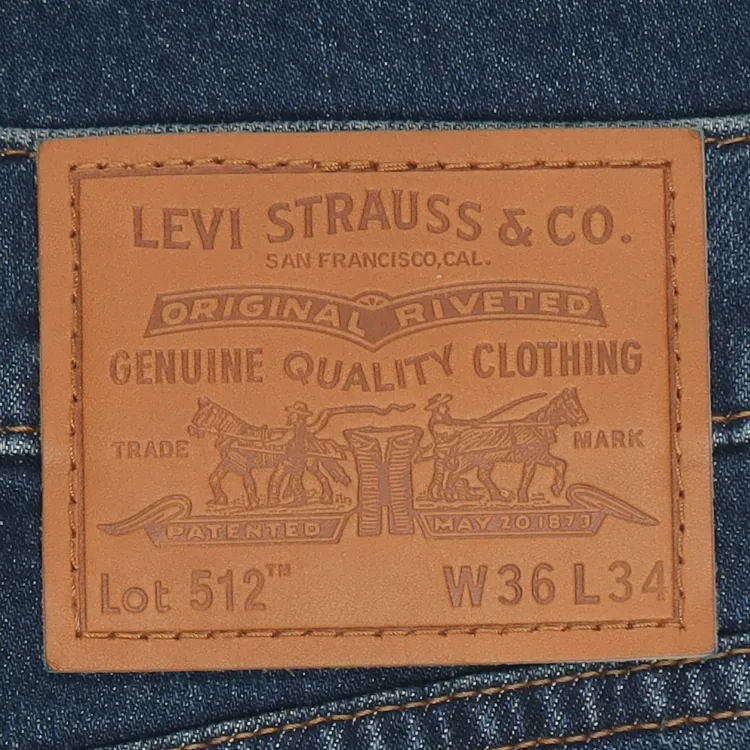 LEVI STRAUSS & CO.
SAN FRANCISCO, CAL.
ORIGINAL RIVETED
GENUINE QUALITY CLOTHING
TRADE MARK
PATENTED MAY 20 1873
Lot 512™ W36 L34